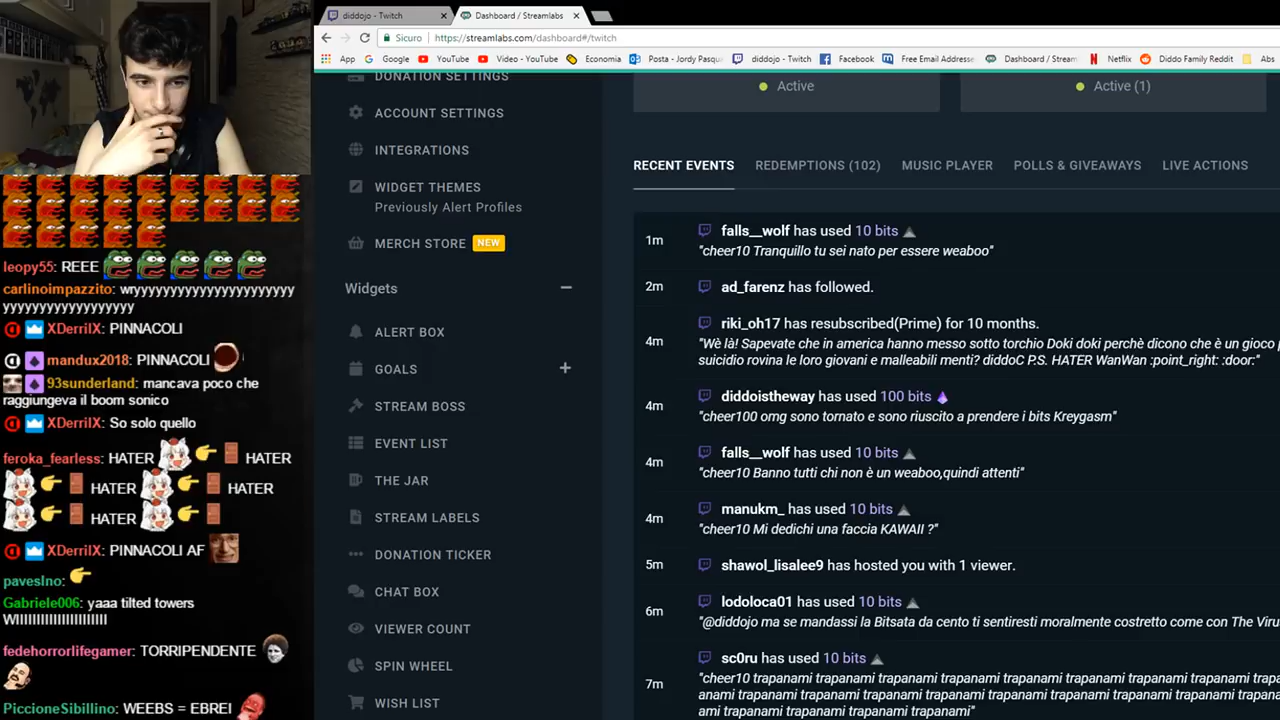 diddojo - Twitch
Dashboard / Streamlabs
Sicuro
https://streamlabs.com/dashboard#/twitch
App
Google
YouTube
Video - YouTube
Economia
Posta - Jordy Pasqu
diddojo - Twitch
Facebook
Free Email Addresse
Dashboard / Stream
Netflix
Diddo Family Reddit
Abs
leopy55: REEE
carlinoimpazzito: wryyyyyyyyyyyyyyyyyyyyyy
yyyyyyyyyyyyyyyyyy
XDerrilX: PINNACOLI
mandux2018: PINNACOLI
93sunderland: mancava poco che
raggiungeva il boom sonico
XDerrilX: So solo quello
feroka_fearless: HATER HATER
HATER HATER
HATER
XDerrilX: PINNACOLI AF
pavesIno:
Gabriele006: yaaa tilted towers
fedehorrorlifegamer: TORRIPENDENTE
PiccioneSibillino: WEEBS = EBREI
DONATION SETTINGS
ACCOUNT SETTINGS
INTEGRATIONS
WIDGET THEMES
Previously Alert Profiles
MERCH STORE NEW
Widgets
ALERT BOX
GOALS
STREAM BOSS
EVENT LIST
THE JAR
STREAM LABELS
DONATION TICKER
CHAT BOX
VIEWER COUNT
SPIN WHEEL
WISH LIST
Active
Active (1)
RECENT EVENTS
REDEMPTIONS (102)
MUSIC PLAYER
POLLS & GIVEAWAYS
LIVE ACTIONS
1m
falls__wolf has used 10 bits
"cheer10 Tranquillo tu sei nato per essere weaboo"
2m
ad_farenz has followed.
4m
riki_oh17 has resubscribed(Prime) for 10 months.
"Wè là! Sapevate che in america hanno messo sotto torchio Doki doki perchè dicono che è un gioco p
suicidio rovina le loro giovani e malleabili menti? diddoC P.S. HATER WanWan :point_right: :door:"
4m
diddoistheway has used 100 bits
"cheer100 omg sono tornato e sono riuscito a prendere i bits Kreygasm"
4m
falls__wolf has used 10 bits
"cheer10 Banno tutti chi non è un weaboo,quindi attenti"
4m
manukm_ has used 10 bits
"cheer10 Mi dedichi una faccia KAWAII ?"
5m
shawol_lisalee9 has hosted you with 1 viewer.
6m
lodoloca01 has used 10 bits
"@diddojo ma se mandassi la Bitsata da cento ti sentiresti moralmente costretto come con The Viru
7m
sc0ru has used 10 bits
"cheer10 trapanami trapanami trapanami trapanami trapanami trapanami trapanami trapanami trap
anami trapanami trapanami trapanami trapanami trapanami trapanami trapanami trapanami trapan
ami trapanami trapanami trapanami trapanami"